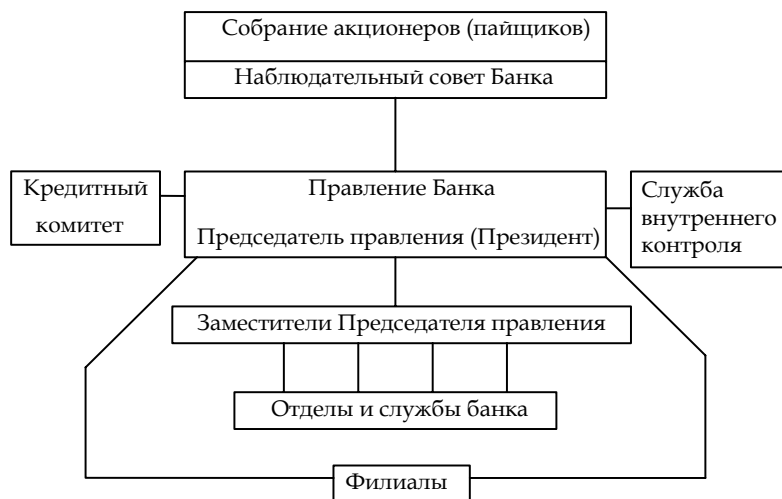 Собрание акционеров (пайщиков)
Наблюдательный совет Банка
Кредитный
комитет
Правление Банка
Председатель правления (Президент)
Служба
внутреннего
контроля
Заместители Председателя правления
Отделы и службы банка
Филиалы